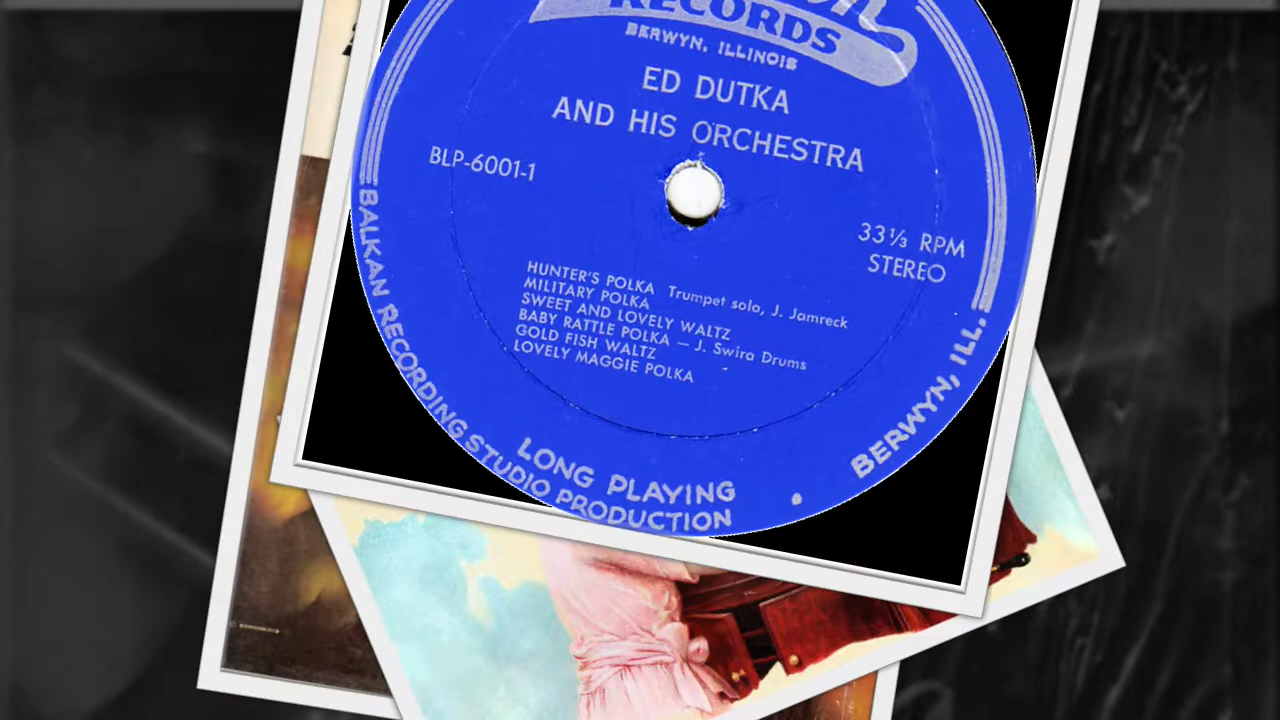 RECORDS
BERWYN, ILLINOIS
ED DUTKA
AND HIS ORCHESTRA
BLP-6001-1
33⅓ RPM
STEREO
HUNTER'S POLKA Trumpet solo, J. Jamreck
MILITARY POLKA
SWEET AND LOVELY WALTZ
BABY RATTLE POLKA — J. Swira Drums
GOLD FISH WALTZ
LOVELY MAGGIE POLKA
LONG PLAYING
BALKAN RECORDING STUDIO PRODUCTION • BERWYN, ILL.